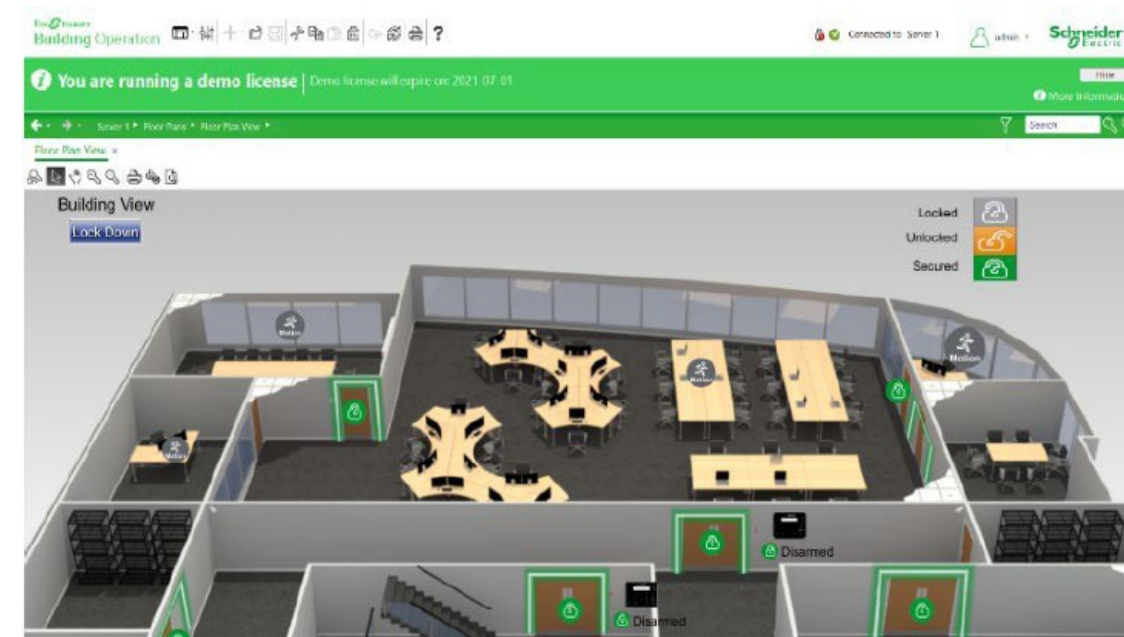 EcoStruxure
Building Operation
?
Connected to: Server 1
admin
Schneider
Electric
You are running a demo license | Demo license will expire on: 2021-07-01
Hide
More Informatio
Server 1 Floor Plans Floor Plan View
Search
Floor Plan View ×
Building View
Lock Down
Locked
Unlocked
Secured
Motion
Motion
Motion
Motion
Disarmed
Disarmed